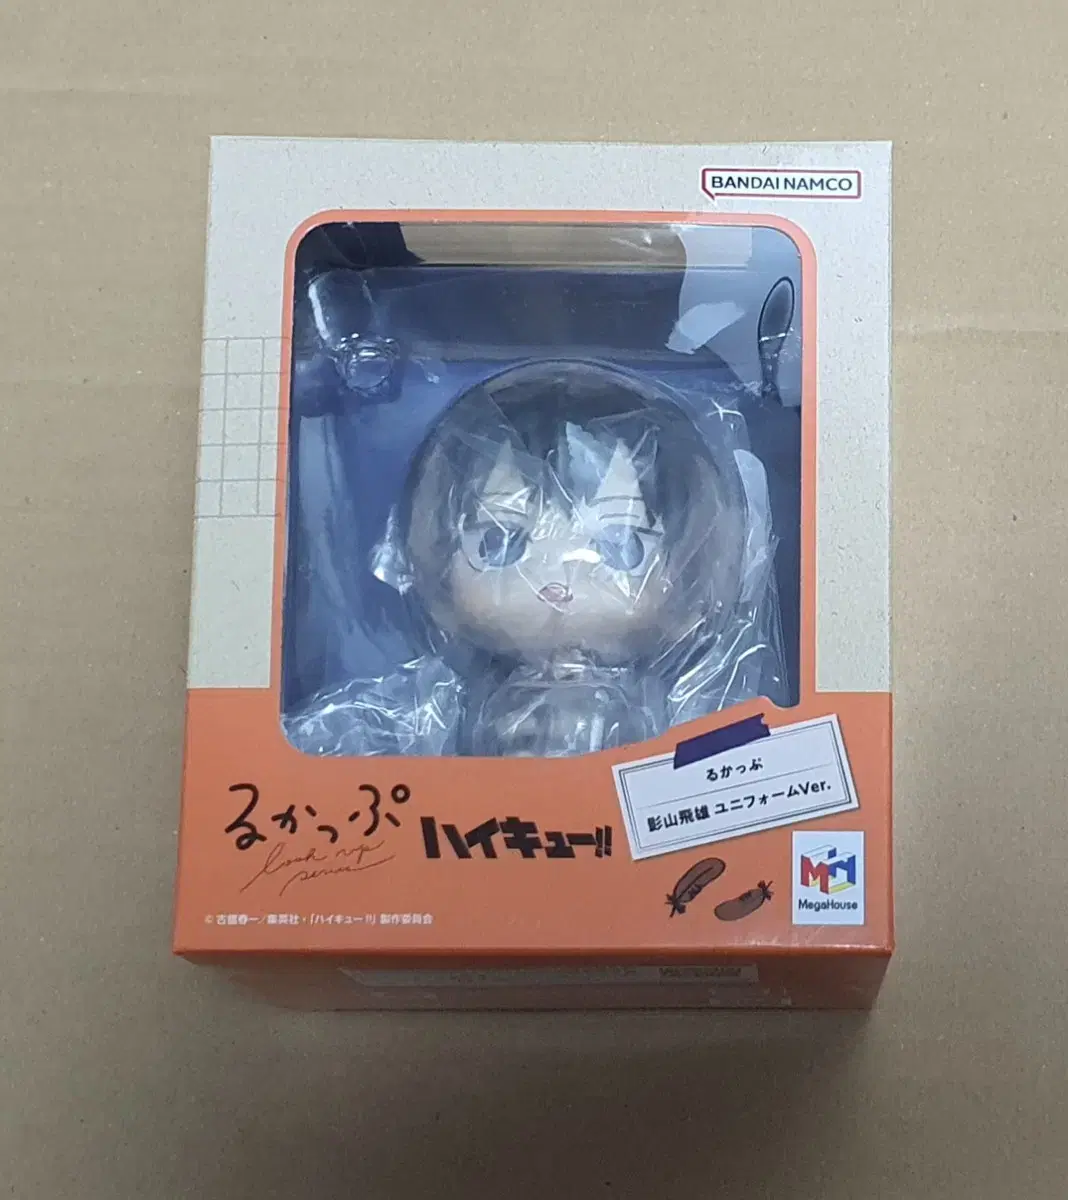 BANDAI NAMCO
るかっぷ
影山飛雄 ユニフォームVer.
るかっぷ
look up
series
ハイキュー!!
MegaHouse
© 古舘春一／集英社・「ハイキュー!!」製作委員会